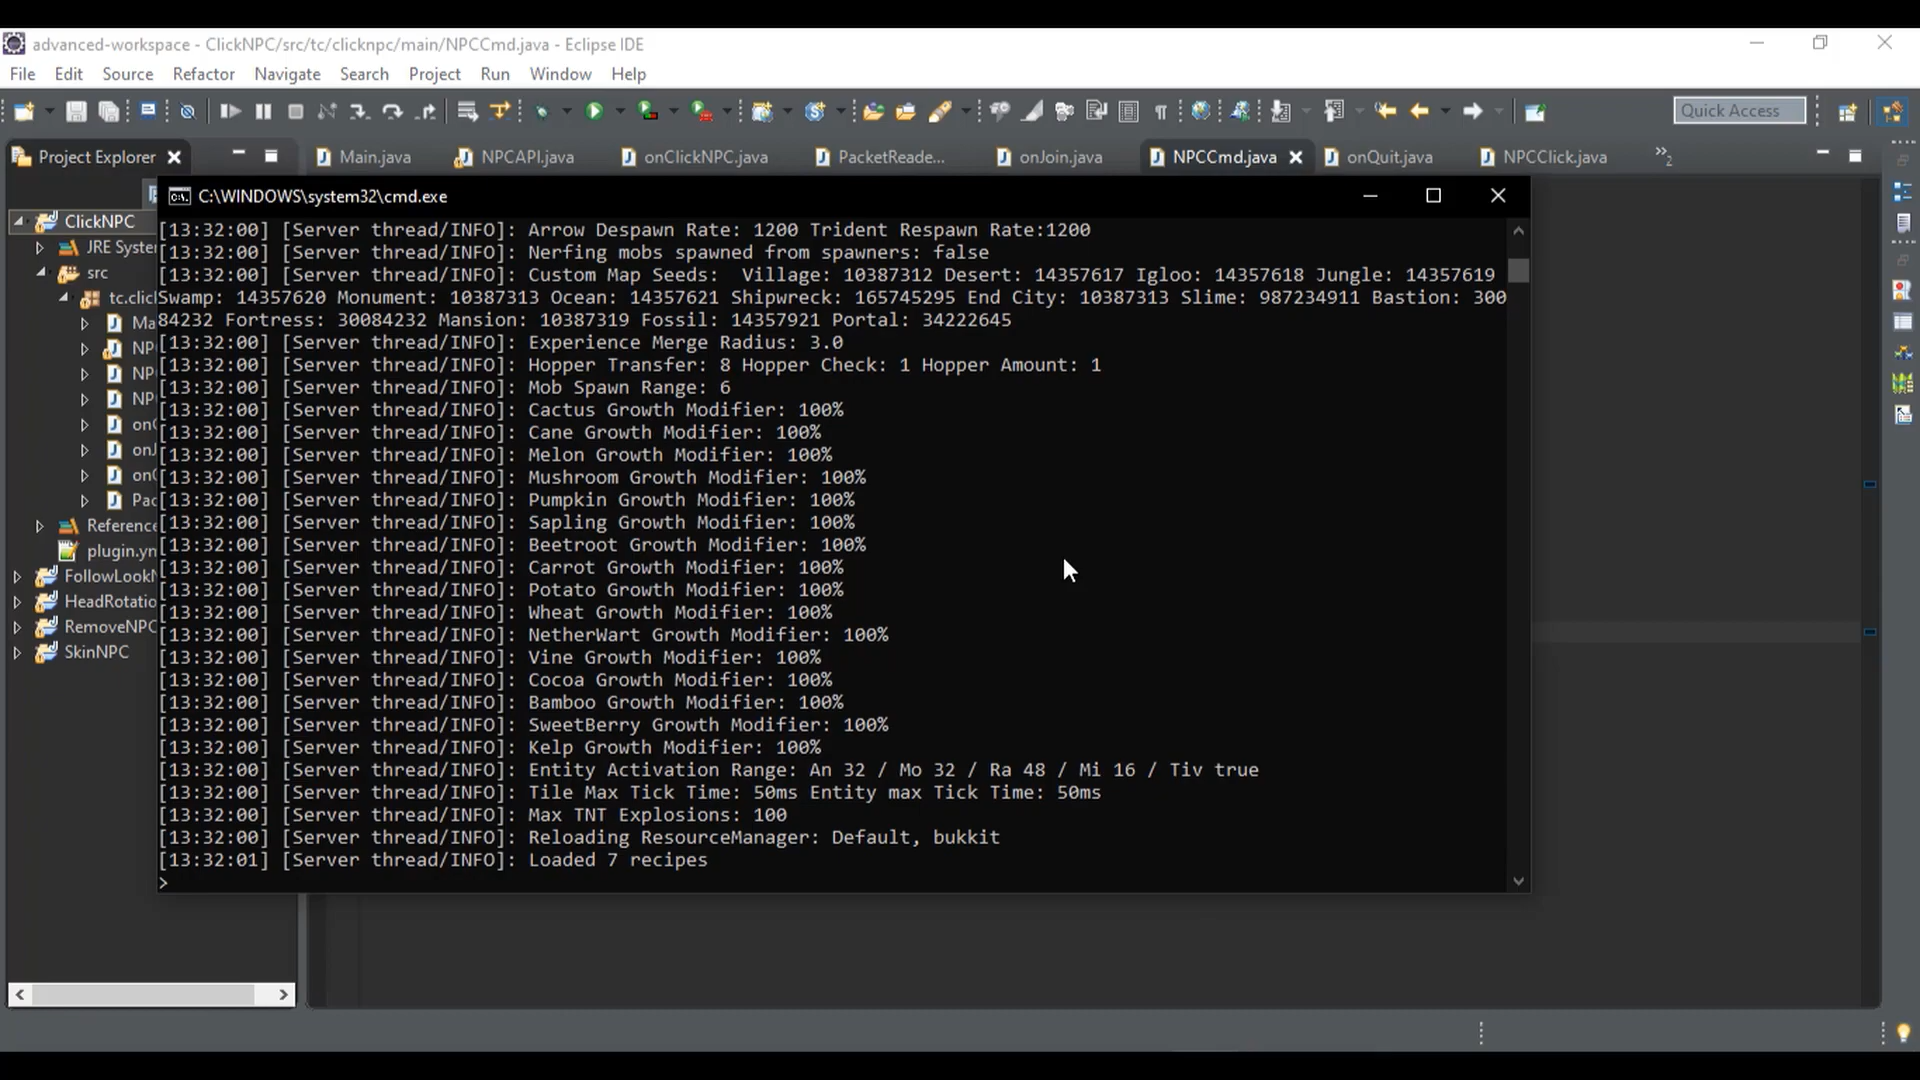 advanced-workspace - ClickNPC/src/tc/clicknpc/main/NPCCmd.java - Eclipse IDE
File Edit Source Refactor Navigate Search Project Run Window Help
Quick Access
Project Explorer
Main.java NPCAPI.java onClickNPC.java PacketReade... onJoin.java NPCCmd.java onQuit.java NPCClick.java »2
ClickNPC
JRE Syster
src
tc.clic
Ma
NP
NP
NP
on
onJ
on
Pac
Reference
plugin.ym
FollowLookN
HeadRotatio
RemoveNPC
SkinNPC
C:\WINDOWS\system32\cmd.exe
[13:32:00] [Server thread/INFO]: Arrow Despawn Rate: 1200 Trident Respawn Rate:1200
[13:32:00] [Server thread/INFO]: Nerfing mobs spawned from spawners: false
[13:32:00] [Server thread/INFO]: Custom Map Seeds:  Village: 10387312 Desert: 14357617 Igloo: 14357618 Jungle: 14357619
Swamp: 14357620 Monument: 10387313 Ocean: 14357621 Shipwreck: 165745295 End City: 10387313 Slime: 987234911 Bastion: 300
84232 Fortress: 30084232 Mansion: 10387319 Fossil: 14357921 Portal: 34222645
[13:32:00] [Server thread/INFO]: Experience Merge Radius: 3.0
[13:32:00] [Server thread/INFO]: Hopper Transfer: 8 Hopper Check: 1 Hopper Amount: 1
[13:32:00] [Server thread/INFO]: Mob Spawn Range: 6
[13:32:00] [Server thread/INFO]: Cactus Growth Modifier: 100%
[13:32:00] [Server thread/INFO]: Cane Growth Modifier: 100%
[13:32:00] [Server thread/INFO]: Melon Growth Modifier: 100%
[13:32:00] [Server thread/INFO]: Mushroom Growth Modifier: 100%
[13:32:00] [Server thread/INFO]: Pumpkin Growth Modifier: 100%
[13:32:00] [Server thread/INFO]: Sapling Growth Modifier: 100%
[13:32:00] [Server thread/INFO]: Beetroot Growth Modifier: 100%
[13:32:00] [Server thread/INFO]: Carrot Growth Modifier: 100%
[13:32:00] [Server thread/INFO]: Potato Growth Modifier: 100%
[13:32:00] [Server thread/INFO]: Wheat Growth Modifier: 100%
[13:32:00] [Server thread/INFO]: NetherWart Growth Modifier: 100%
[13:32:00] [Server thread/INFO]: Vine Growth Modifier: 100%
[13:32:00] [Server thread/INFO]: Cocoa Growth Modifier: 100%
[13:32:00] [Server thread/INFO]: Bamboo Growth Modifier: 100%
[13:32:00] [Server thread/INFO]: SweetBerry Growth Modifier: 100%
[13:32:00] [Server thread/INFO]: Kelp Growth Modifier: 100%
[13:32:00] [Server thread/INFO]: Entity Activation Range: An 32 / Mo 32 / Ra 48 / Mi 16 / Tiv true
[13:32:00] [Server thread/INFO]: Tile Max Tick Time: 50ms Entity max Tick Time: 50ms
[13:32:00] [Server thread/INFO]: Max TNT Explosions: 100
[13:32:00] [Server thread/INFO]: Reloading ResourceManager: Default, bukkit
[13:32:01] [Server thread/INFO]: Loaded 7 recipes
>